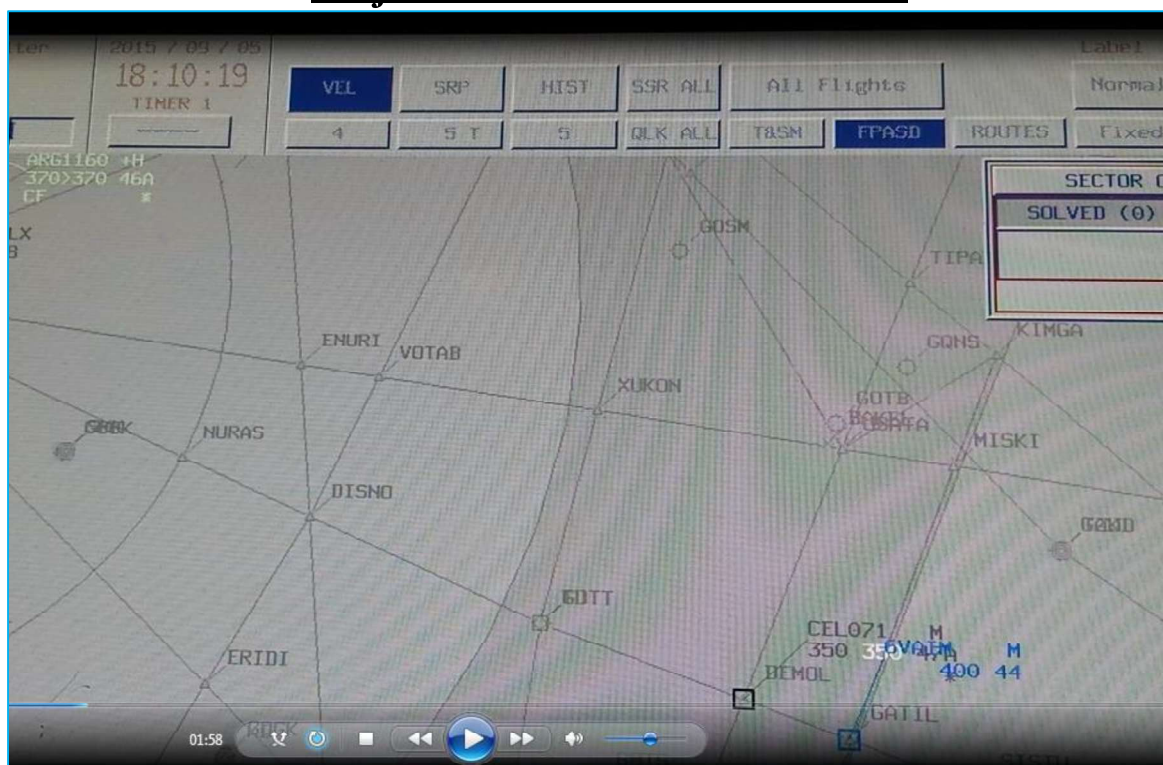 2015 / 09 / 05
Label
18:10:19
TIMER 1
VEL
SRP
HIST
SSR ALL
All Flights
Normal
4
5 T
5
QLK ALL
T&SM
FPASD
ROUTES
Fixed
ARG1160 +H
370>370 46A
CF *
LX
SECTOR
SOLVED (0)
GOSM
TIPA
KIMGA
ENURI
VOTAB
GQNS
XUKON
GOTB
NURAS
MISKI
DISNO
GDTT
CEL071 M
350 350
6VAIM M
400 44
ERIDI
BEMOL
GATIL
01:58